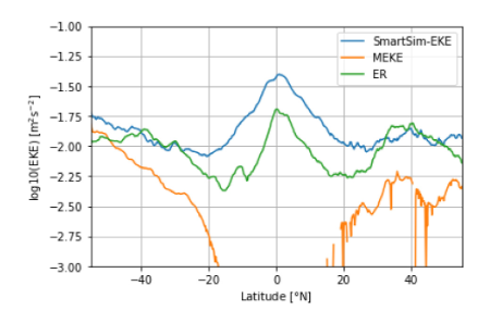 −1.00
−1.25
−1.50
−1.75
−2.00
−2.25
−2.50
−2.75
−3.00
log10(EKE) [m²s⁻²]
SmartSim-EKE
MEKE
ER
−40 −20 0 20 40
Latitude [°N]